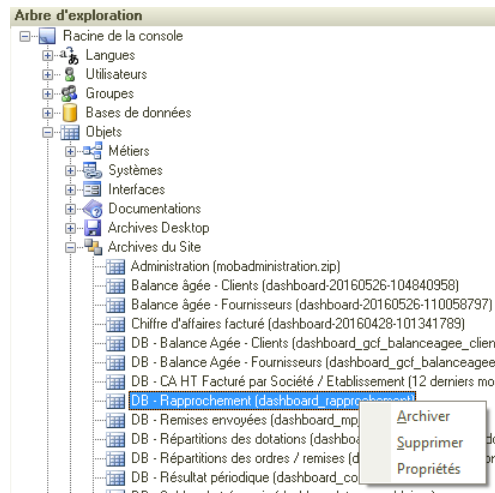 Arbre d'exploration
Racine de la console
Langues
Utilisateurs
Groupes
Bases de données
Objets
Métiers
Systèmes
Interfaces
Documentations
Archives Desktop
Archives du Site
Administration (mobadministration.zip)
Balance âgée - Clients (dashboard-20160526-104840958)
Balance âgée - Fournisseurs (dashboard-20160526-110058797)
Chiffre d'affaires facturé (dashboard-20160428-101341789)
DB - Balance Agée - Clients (dashboard_gcf_balanceagee_clien
DB - Balance Agée - Fournisseurs (dashboard_gcf_balanceagee
DB - CA HT Facturé par Société / Etablissement (12 derniers mo
DB - Rapprochement (dashboard_rapprochement)
DB - Remises envoyées (dashboard_mp
DB - Répartitions des dotations (dashboa
DB - Répartitions des ordres / remises (d
DB - Résultat périodique (dashboard_co
Archiver
Supprimer
Propriétés